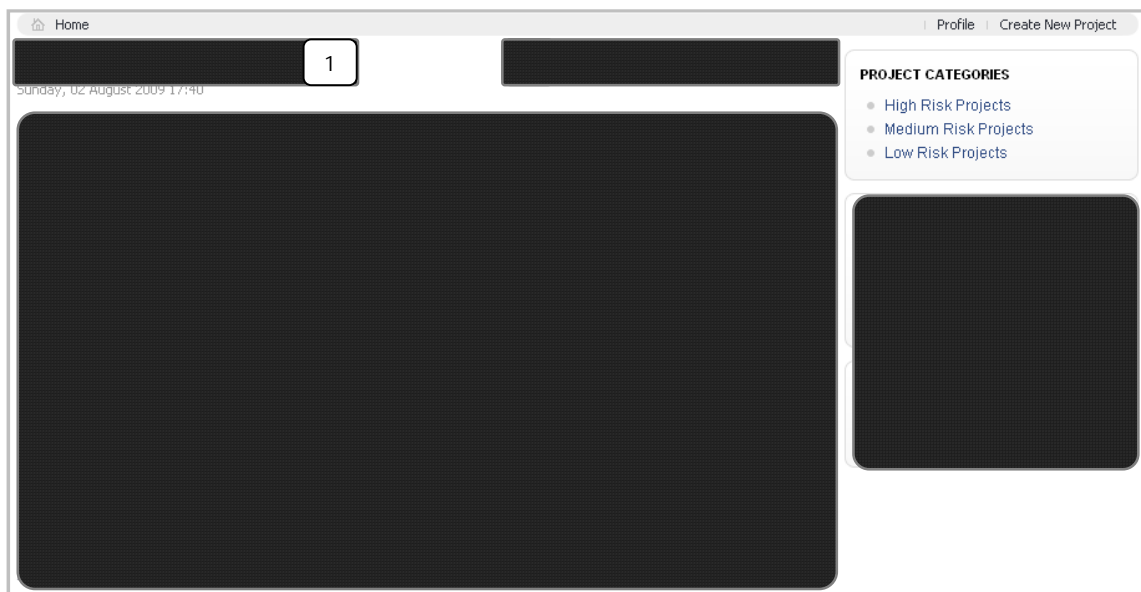 Home
Profile
Create New Project
1
Sunday, 02 August 2009 17:40
PROJECT CATEGORIES
High Risk Projects
Medium Risk Projects
Low Risk Projects